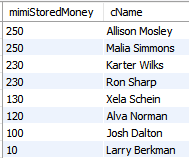 mimiStoredMoney cName
250 Allison Mosley
250 Malia Simmons
230 Karter Wilks
230 Ron Sharp
130 Xela Schein
120 Alva Norman
100 Josh Dalton
10 Larry Berkman